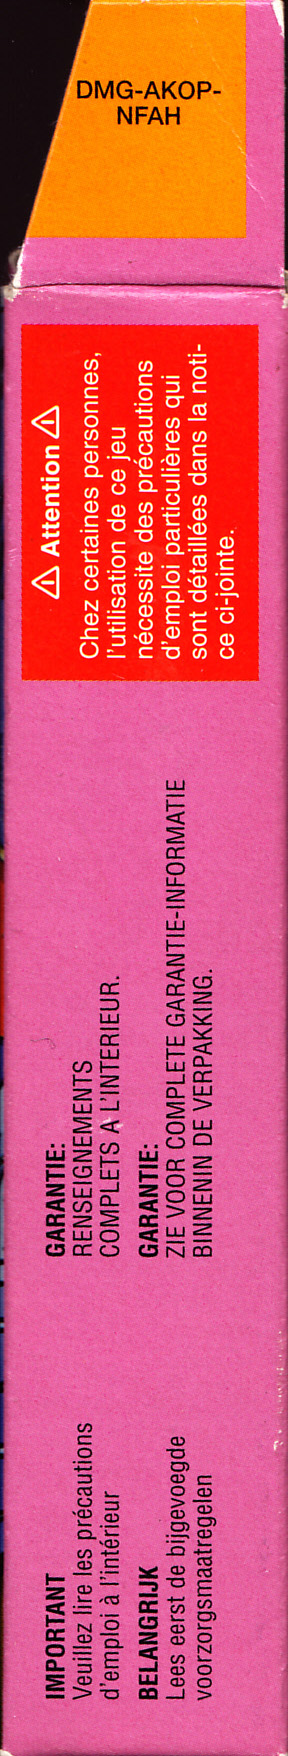 DMG-AKOP-
NFAH
⚠ Attention ⚠
Chez certaines personnes,
l'utilisation de ce jeu
nécessite des précautions
d'emploi particulières qui
sont détaillées dans la noti-
ce ci-jointe.
GARANTIE:
RENSEIGNEMENTS
COMPLETS A L'INTERIEUR.
GARANTIE:
ZIE VOOR COMPLETE GARANTIE-INFORMATIE
BINNENIN DE VERPAKKING.
IMPORTANT
Veuillez lire les précautions
d'emploi à l'intérieur
BELANGRIJK
Lees eerst de bijgevoegde
voorzorgsmaatregelen